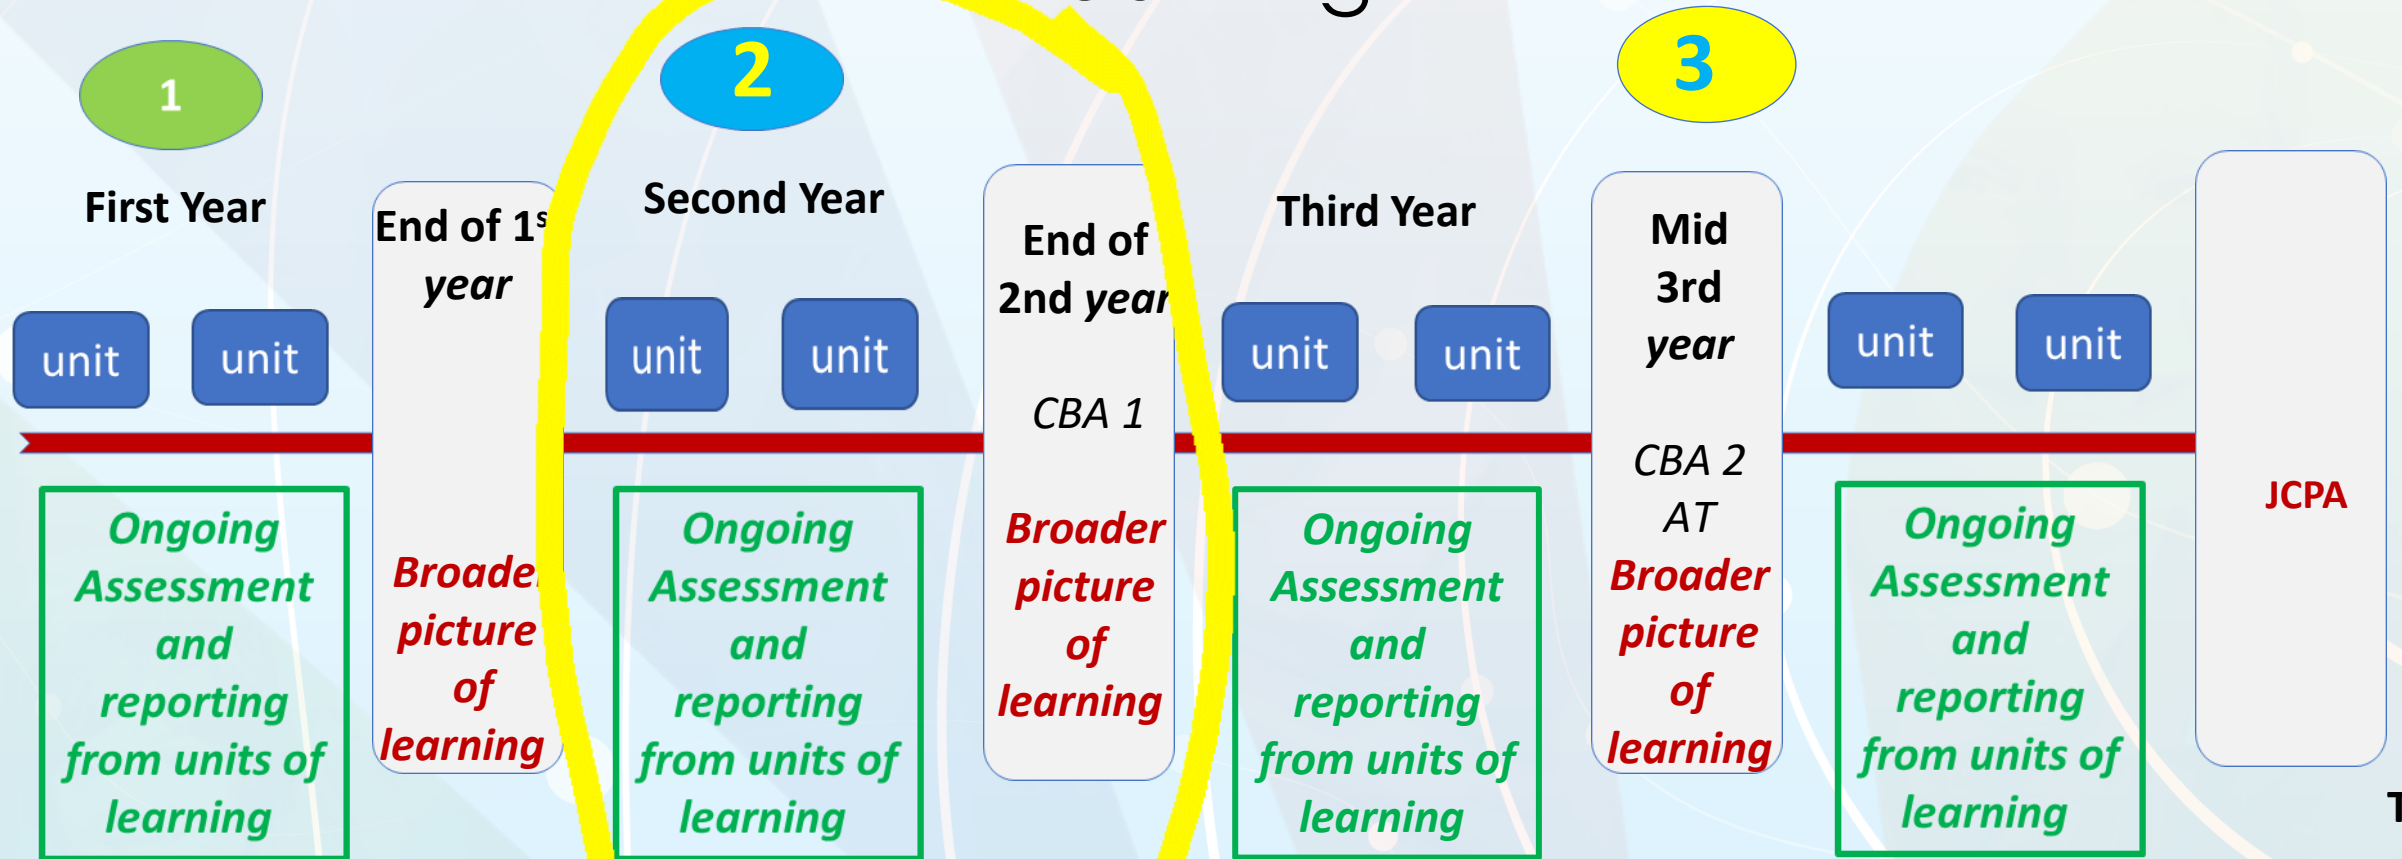 1
2
3
First Year
End of 1s
year
Second Year
End of
2nd year
Third Year
Mid
3rd
year
unit
unit
unit
unit
unit
unit
unit
unit
CBA 1
CBA 2
AT
JCPA
Ongoing
Assessment
and
reporting
from units of
learning
Broader
picture
of
learning
Ongoing
Assessment
and
reporting
from units of
learning
Broader
picture
of
learning
Ongoing
Assessment
and
reporting
from units of
learning
Broader
picture
of
learning
Ongoing
Assessment
and
reporting
from units of
learning